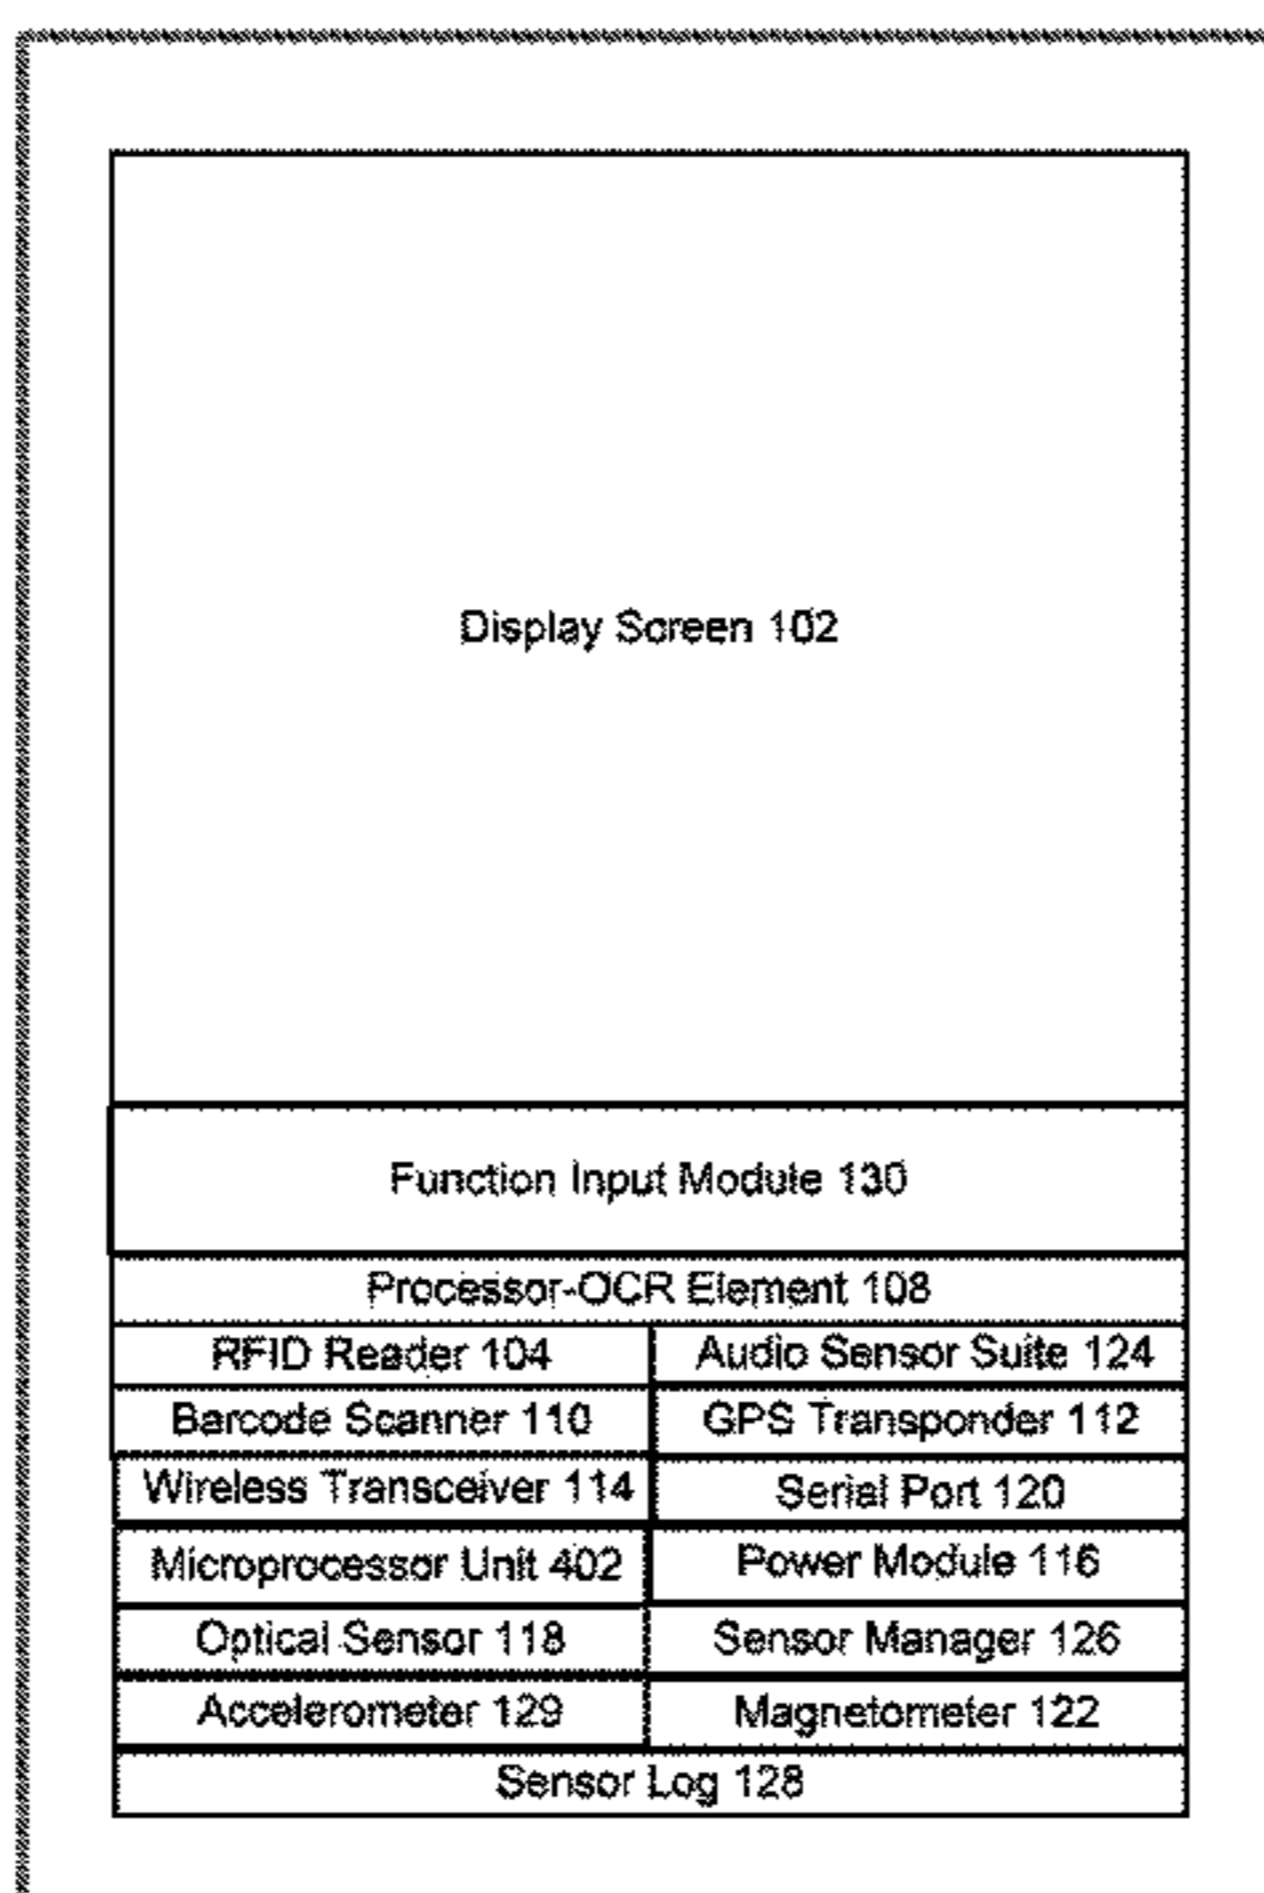 Display Screen 102
Function Input Module 130
Processor-OCR Element 108
RFID Reader 104
Audio Sensor Suite 124
Barcode Scanner 110
GPS Transponder 112
Wireless Transceiver 114
Serial Port 120
Microprocessor Unit 402
Power Module 116
Optical Sensor 118
Sensor Manager 126
Accelerometer 129
Magnetometer 122
Sensor Log 128